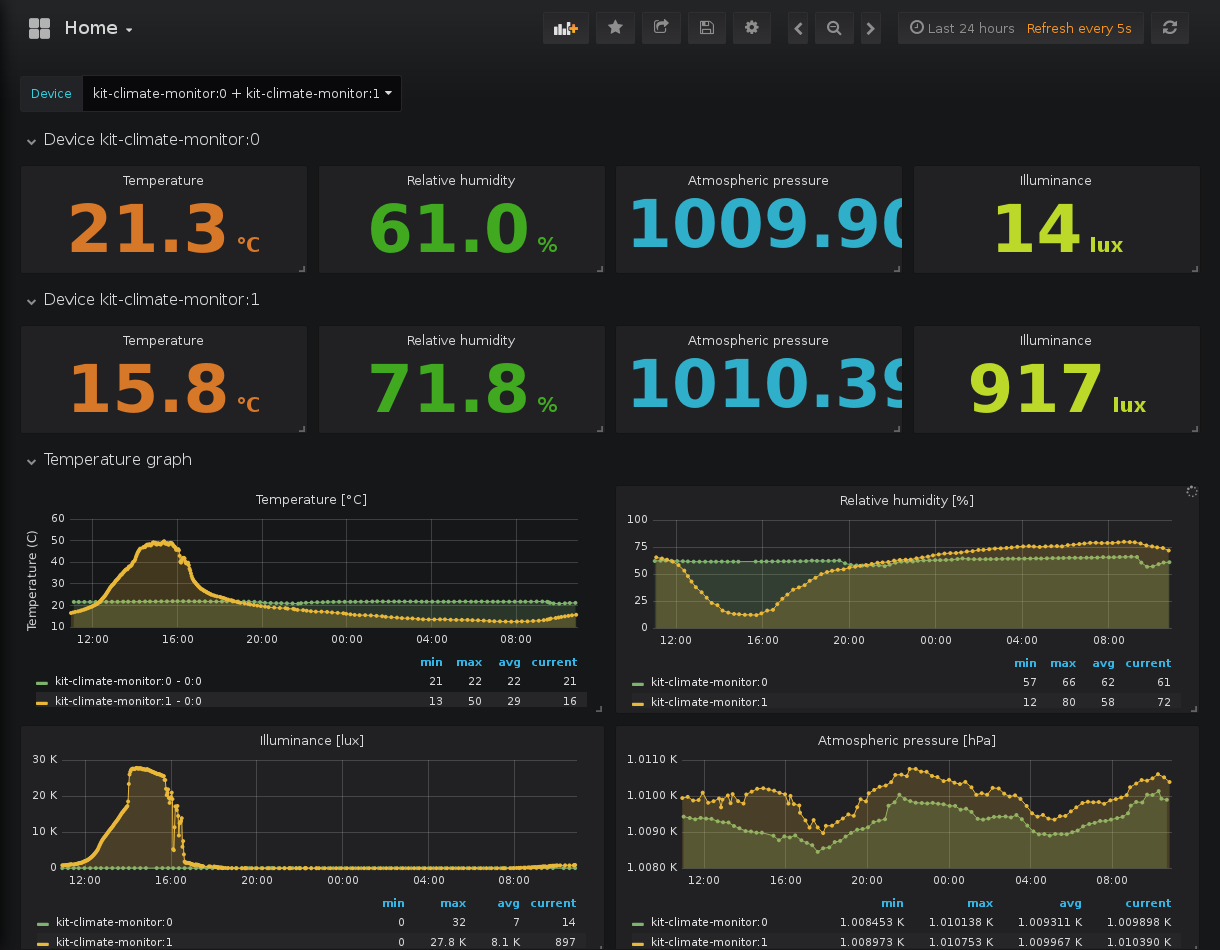 Home
Last 24 hours Refresh every 5s
Device kit-climate-monitor:0 + kit-climate-monitor:1
Device kit-climate-monitor:0
Temperature Relative humidity Atmospheric pressure Illuminance
21.3 °C 61.0 % 1009.90 14 lux
Device kit-climate-monitor:1
Temperature Relative humidity Atmospheric pressure Illuminance
15.8 °C 71.8 % 1010.39 917 lux
Temperature graph
Temperature [°C]
Temperature (C)
60
50
40
30
20
10
12:00 16:00 20:00 00:00 04:00 08:00
min max avg current
kit-climate-monitor:0 - 0:0 21 22 22 21
kit-climate-monitor:1 - 0:0 13 50 29 16
Relative humidity [%]
100
75
50
25
0
12:00 16:00 20:00 00:00 04:00 08:00
min max avg current
kit-climate-monitor:0 57 66 62 61
kit-climate-monitor:1 12 80 58 72
Illuminance [lux]
30 K
20 K
10 K
0
12:00 16:00 20:00 00:00 04:00 08:00
min max avg current
kit-climate-monitor:0 0 32 7 14
kit-climate-monitor:1 0 27.8 K 8.1 K 897
Atmospheric pressure [hPa]
1.0110 K
1.0100 K
1.0090 K
1.0080 K
12:00 16:00 20:00 00:00 04:00 08:00
min max avg current
kit-climate-monitor:0 1.008453 K 1.010138 K 1.009311 K 1.009898 K
kit-climate-monitor:1 1.008973 K 1.010753 K 1.009967 K 1.010390 K